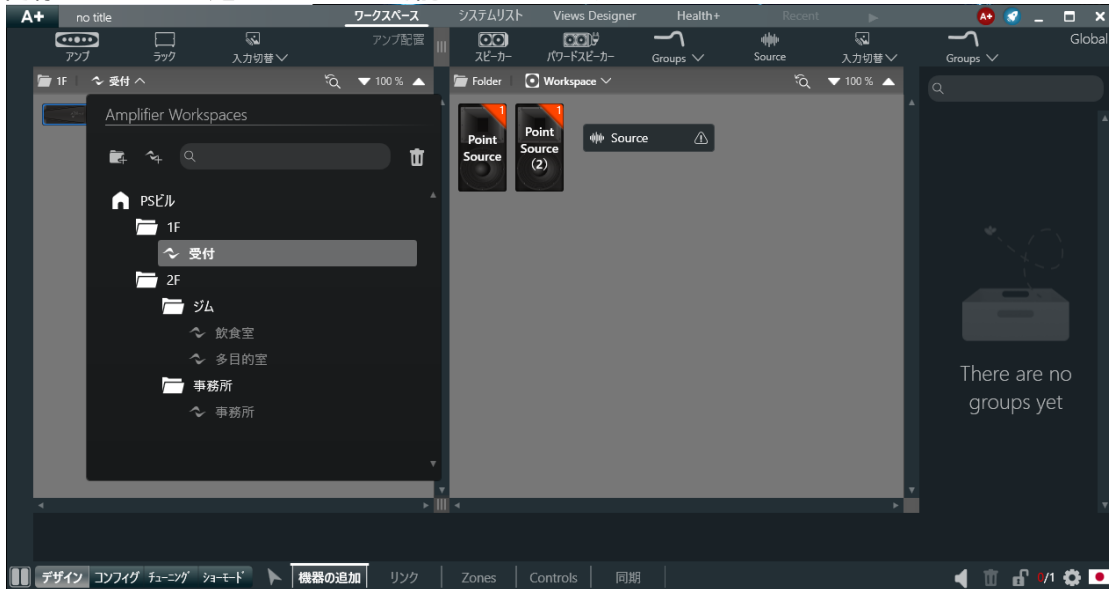 A+ no title ワークスペース システムリスト Views Designer Health+ Recent A+
アンプ ラック 入力切替 アンプ配置 スピーカー パワードスピーカー Groups Source 入力切替 Groups Global
1F 受付 100 % Folder Workspace 100 %
Amplifier Workspaces
PSビル
1F
受付
2F
ジム
飲食室
多目的室
事務所
事務所
1
Point
Source
1
Point
Source
(2)
Source
There are no
groups yet
デザイン コンフィグ チューニング ショーモード 機器の追加 リンク Zones Controls 同期 0/1